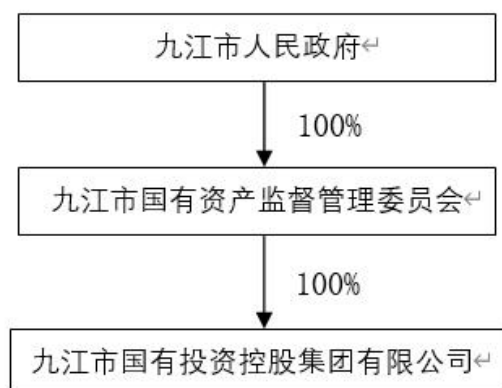 九江市人民政府↵
100%
九江市国有资产监督管理委员会↵
100%
九江市国有投资控股集团有限公司↵